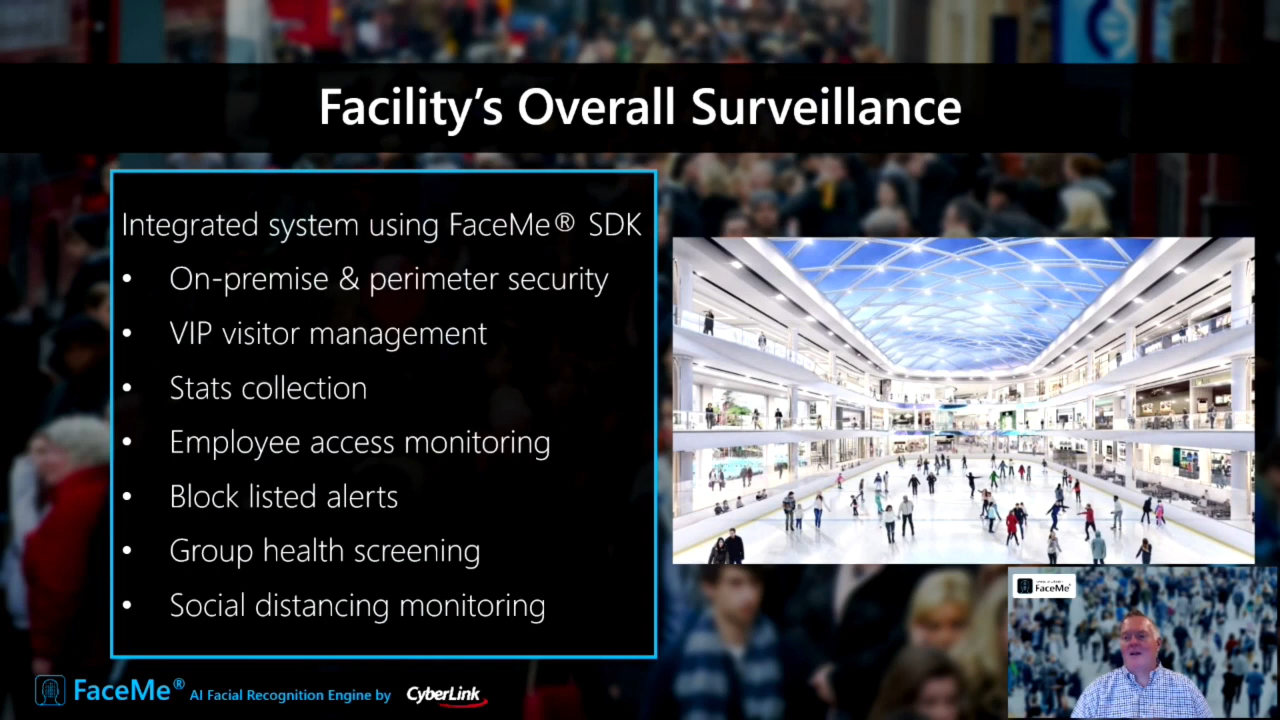 Facility's Overall Surveillance
Integrated system using FaceMe® SDK
• On-premise & perimeter security
• VIP visitor management
• Stats collection
• Employee access monitoring
• Block listed alerts
• Group health screening
• Social distancing monitoring
FaceMe® AI Facial Recognition Engine by CyberLink
FaceMe®